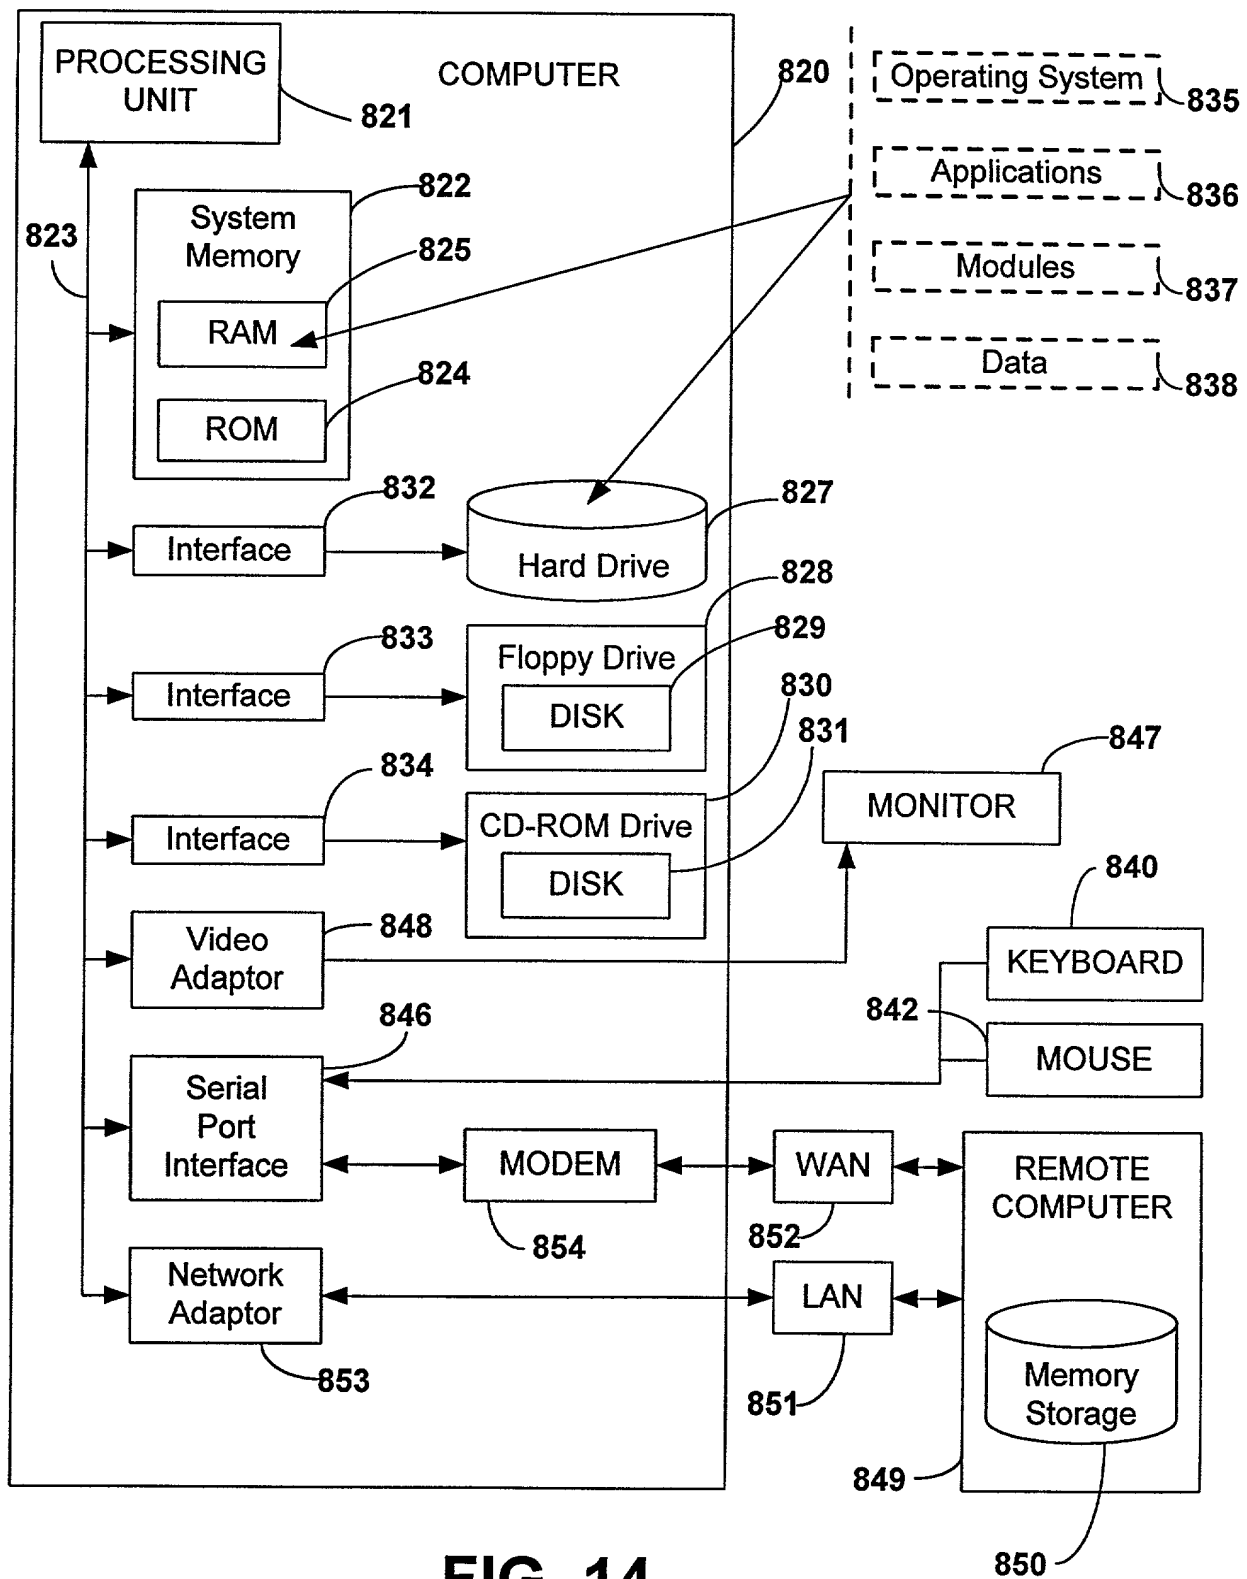 PROCESSING
UNIT
821
COMPUTER
820
Operating System
835
Applications
836
Modules
837
Data
838
823
System
Memory
822
825
RAM
824
ROM
832
Interface
827
Hard Drive
828
833
Interface
829
Floppy Drive
DISK
830
831
834
Interface
CD-ROM Drive
DISK
847
MONITOR
848
Video
Adaptor
840
KEYBOARD
842
MOUSE
846
Serial
Port
Interface
MODEM
854
WAN
852
REMOTE
COMPUTER
Network
Adaptor
853
LAN
851
Memory
Storage
849
850
FIG. 14